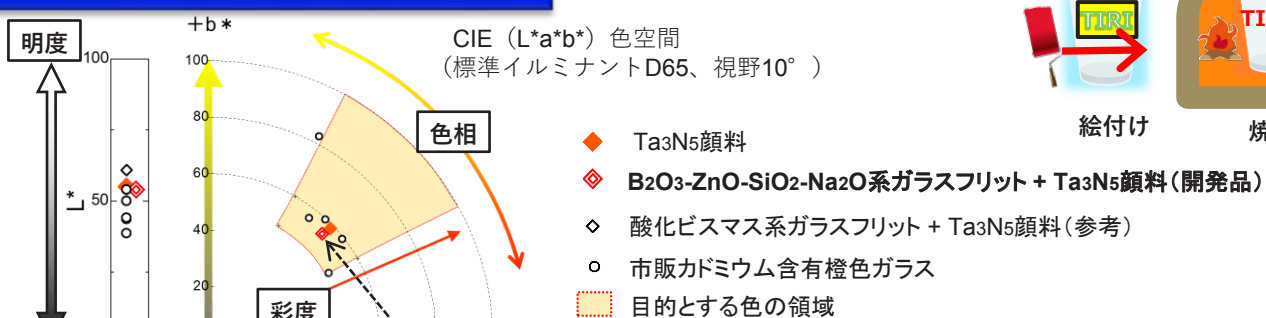 明度
+b*
100
50
L*
100
80
60
40
20
CIE（L*a*b*）色空間
（標準イルミナントD65、視野10°）
色相
彩度
Ta3N5顔料
B2O3-ZnO-SiO2-Na2O系ガラスフリット + Ta3N5顔料（開発品）
酸化ビスマス系ガラスフリット + Ta3N5顔料（参考）
市販カドミウム含有橙色ガラス
目的とする色の領域
TIRI
絵付け
TI
焼